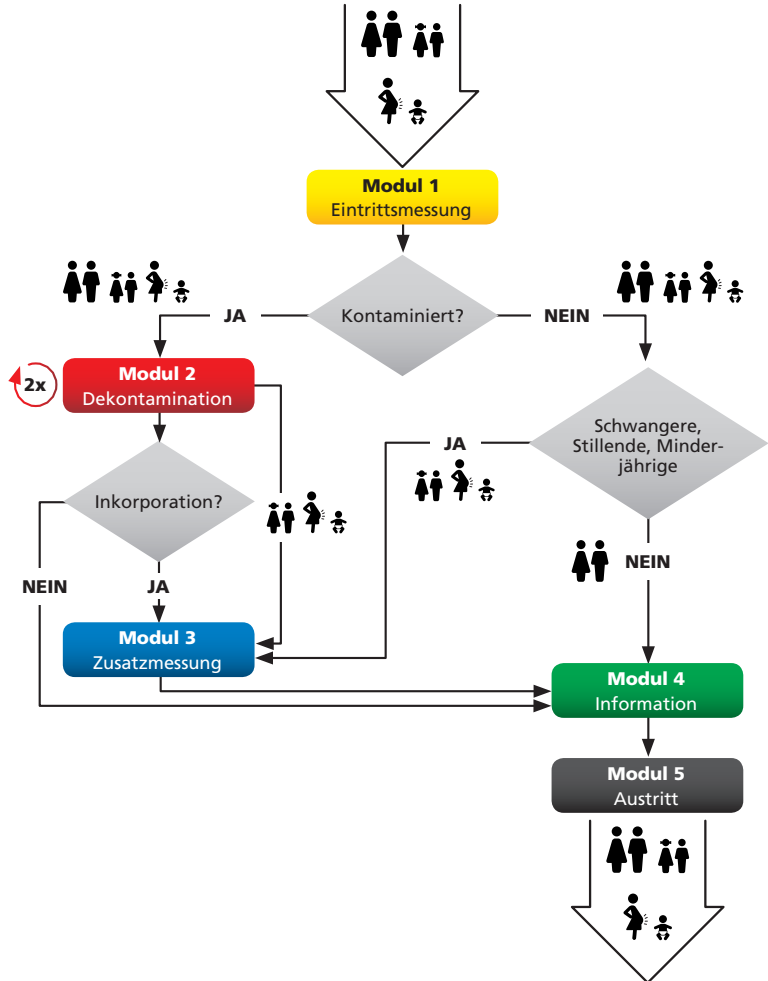 Modul 1
Eintrittsmessung
Kontaminiert?
JA
NEIN
2x
Modul 2
Dekontamination
Schwangere,
Stillende, Minder-
jährige
JA
Inkorporation?
NEIN
NEIN
JA
Modul 3
Zusatzmessung
Modul 4
Information
Modul 5
Austritt